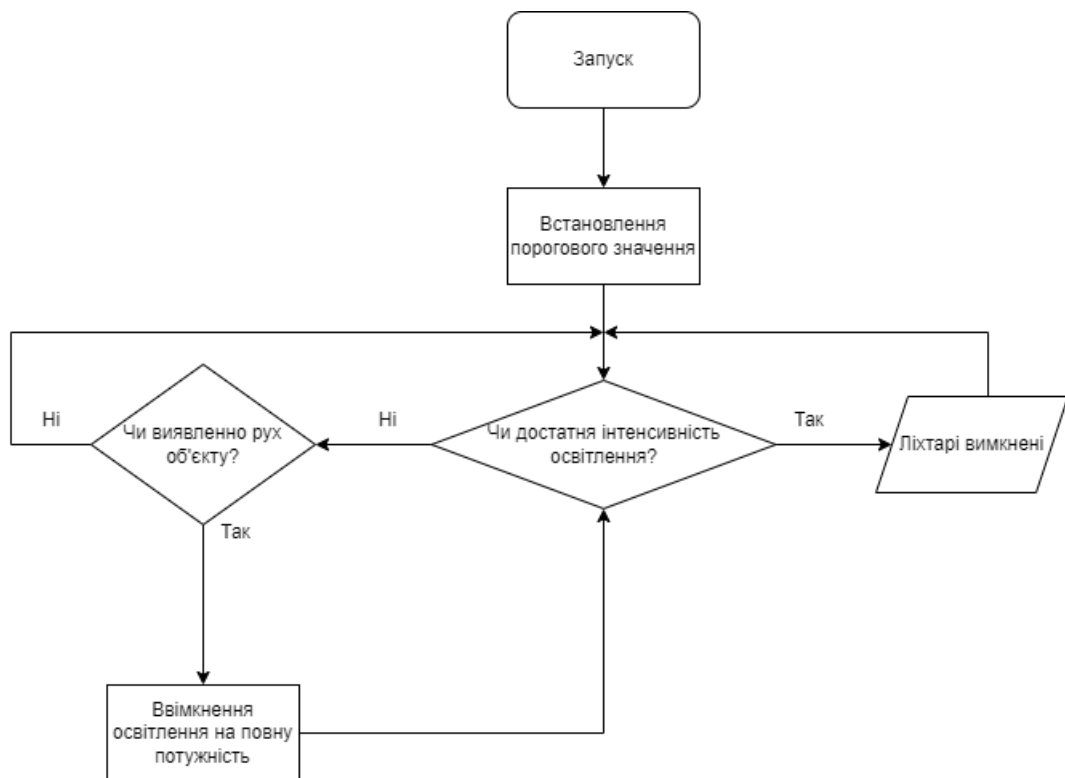 Запуск
Встановлення
порогового значення
Ні
Чи виявленно рух
об'єкту?
Ні
Чи достатня інтенсивність
освітлення?
Так
Ліхтарі вимкнені
Так
Ввімкнення
освітлення на повну
потужність